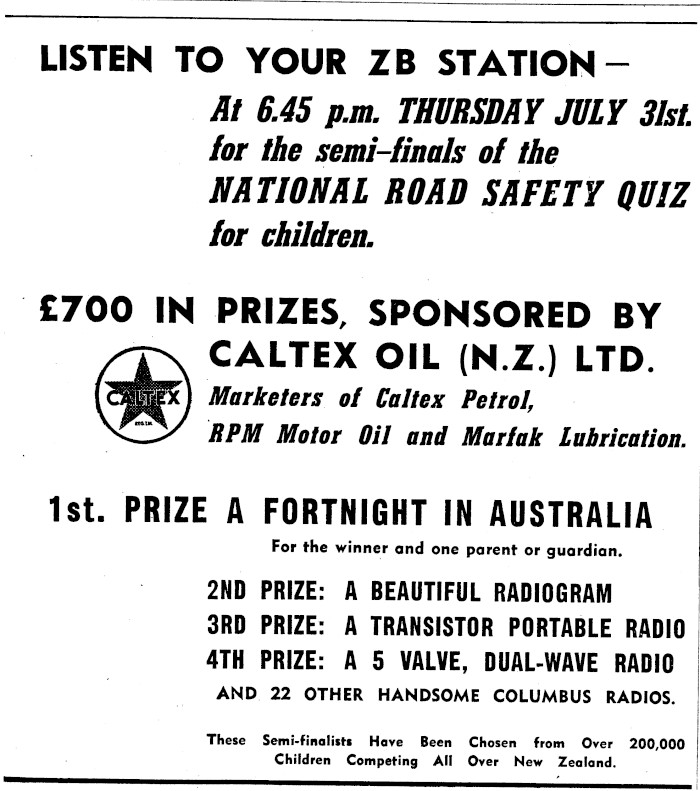 LISTEN TO YOUR ZB STATION —
At 6.45 p.m. THURSDAY JULY 31st.
for the semi-finals of the
NATIONAL ROAD SAFETY QUIZ
for children.
£700 IN PRIZES, SPONSORED BY
CALTEX OIL (N.Z.) LTD.
CALTEX
Marketers of Caltex Petrol,
RPM Motor Oil and Marfak Lubrication.
1st. PRIZE A FORTNIGHT IN AUSTRALIA
For the winner and one parent or guardian.
2ND PRIZE: A BEAUTIFUL RADIOGRAM
3RD PRIZE: A TRANSISTOR PORTABLE RADIO
4TH PRIZE: A 5 VALVE, DUAL-WAVE RADIO
AND 22 OTHER HANDSOME COLUMBUS RADIOS.
These Semi-finalists Have Been Chosen from Over 200,000
Children Competing All Over New Zealand.